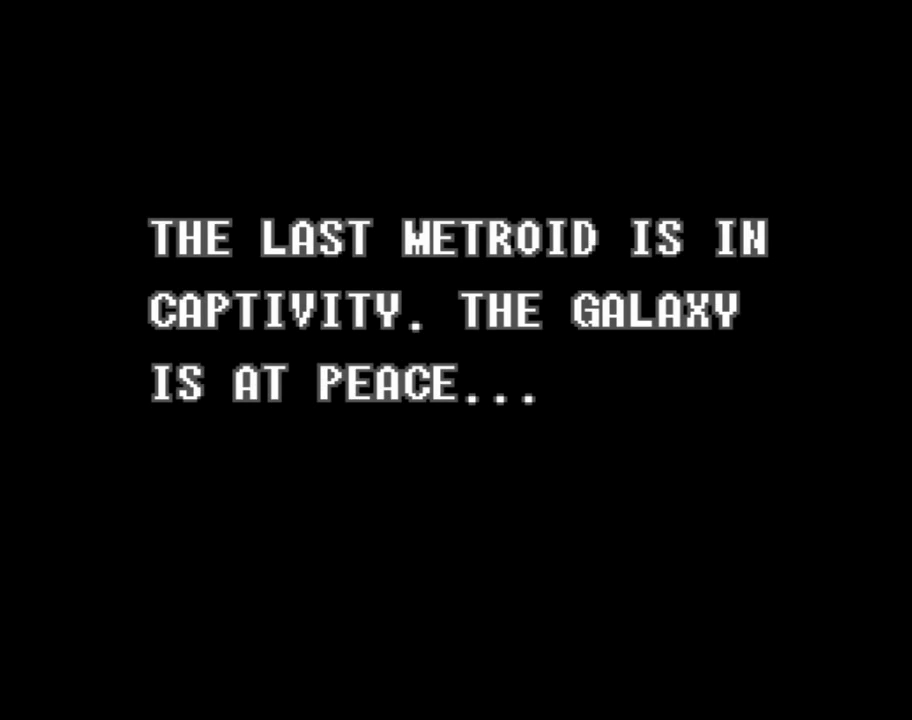 THE LAST METROID IS IN
CAPTIVITY. THE GALAXY
IS AT PEACE...